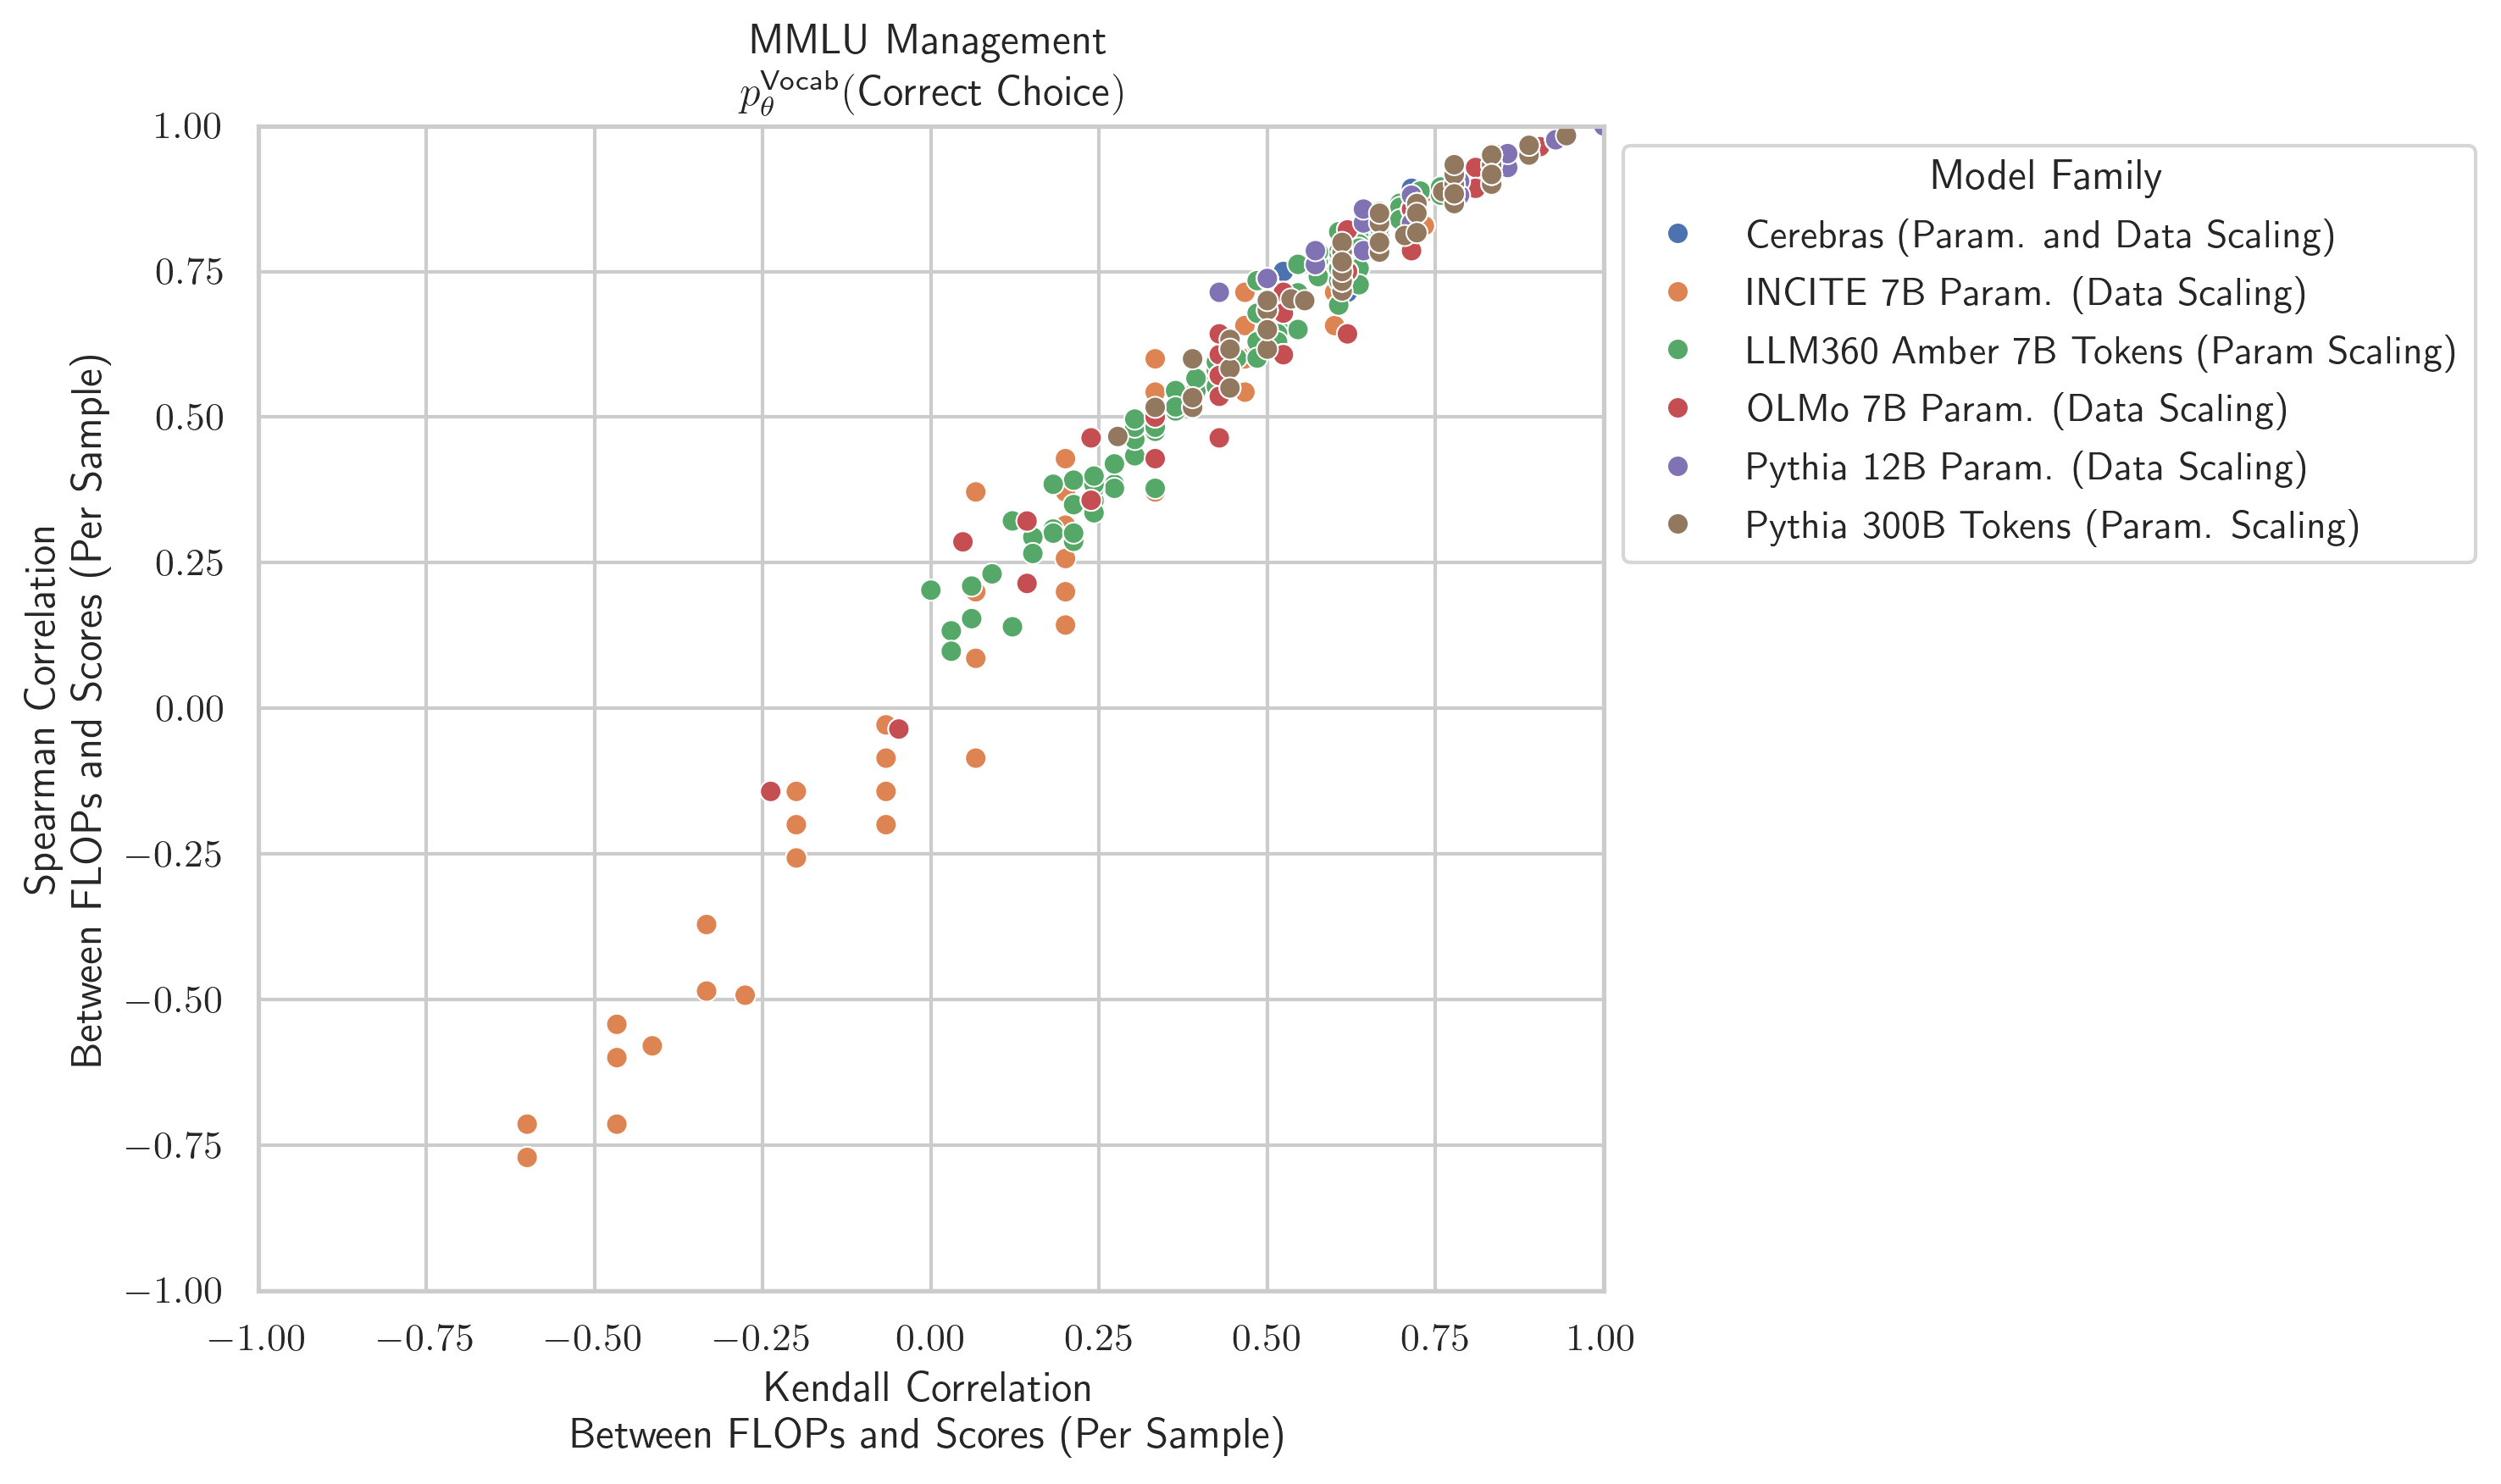 MMLU Management
p_θ^Vocab(Correct Choice)
1.00
0.75
0.50
0.25
0.00
−0.25
−0.50
−0.75
−1.00
Spearman Correlation
Between FLOPs and Scores (Per Sample)
−1.00 −0.75 −0.50 −0.25 0.00 0.25 0.50 0.75 1.00
Kendall Correlation
Between FLOPs and Scores (Per Sample)
Model Family
Cerebras (Param. and Data Scaling)
INCITE 7B Param. (Data Scaling)
LLM360 Amber 7B Tokens (Param Scaling)
OLMo 7B Param. (Data Scaling)
Pythia 12B Param. (Data Scaling)
Pythia 300B Tokens (Param. Scaling)